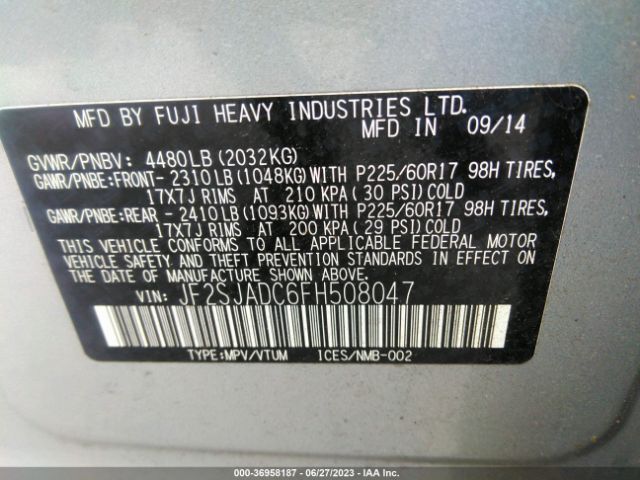 MFD BY FUJI HEAVY INDUSTRIES LTD.
MFD IN 09/14
GVWR/PNBV: 4480LB (2032KG)
GAWR/PNBE:FRONT- 2310LB(1048KG)WITH P225/60R17 98H TIRES,
17X7J RIMS AT 210 KPA( 30 PSI)COLD
GAWR/PNBE:REAR - 2410LB(1093KG)WITH P225/60R17 98H TIRES,
17X7J RIMS AT 200 KPA( 29 PSI)COLD
THIS VEHICLE CONFORMS TO ALL APPLICABLE FEDERAL MOTOR
VEHICLE SAFETY AND THEFT PREVENTION STANDARDS IN EFFECT
ON THE DATE OF MANUFACTURE SHOWN ABOVE.
VIN: JF2SJADC6FH508047
TYPE:MPV/VTUM ICES/NMB-002
000-36958187 - 06/27/2023 - IAAI.com